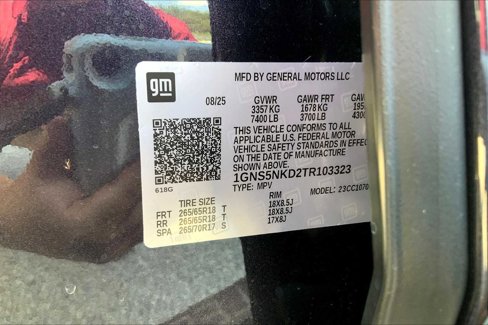 gm
MFD BY GENERAL MOTORS LLC
08/25
GVWR GAWR FRT
3357 KG 1678 KG
7400 LB 3700 LB
THIS VEHICLE CONFORMS TO ALL
APPLICABLE U.S. FEDERAL MOTOR
VEHICLE SAFETY STANDARDS IN EFFEC
ON THE DATE OF MANUFACTURE
SHOWN ABOVE.
1GNS5NKD2TR103323
618G
TYPE: MPV MODEL: 23CC1070
TIRE SIZE RIM
FRT 265/65R18 T 18X8.5J
RR 265/65R18 T 18X8.5J
SPA 265/70R17 S 17X8J